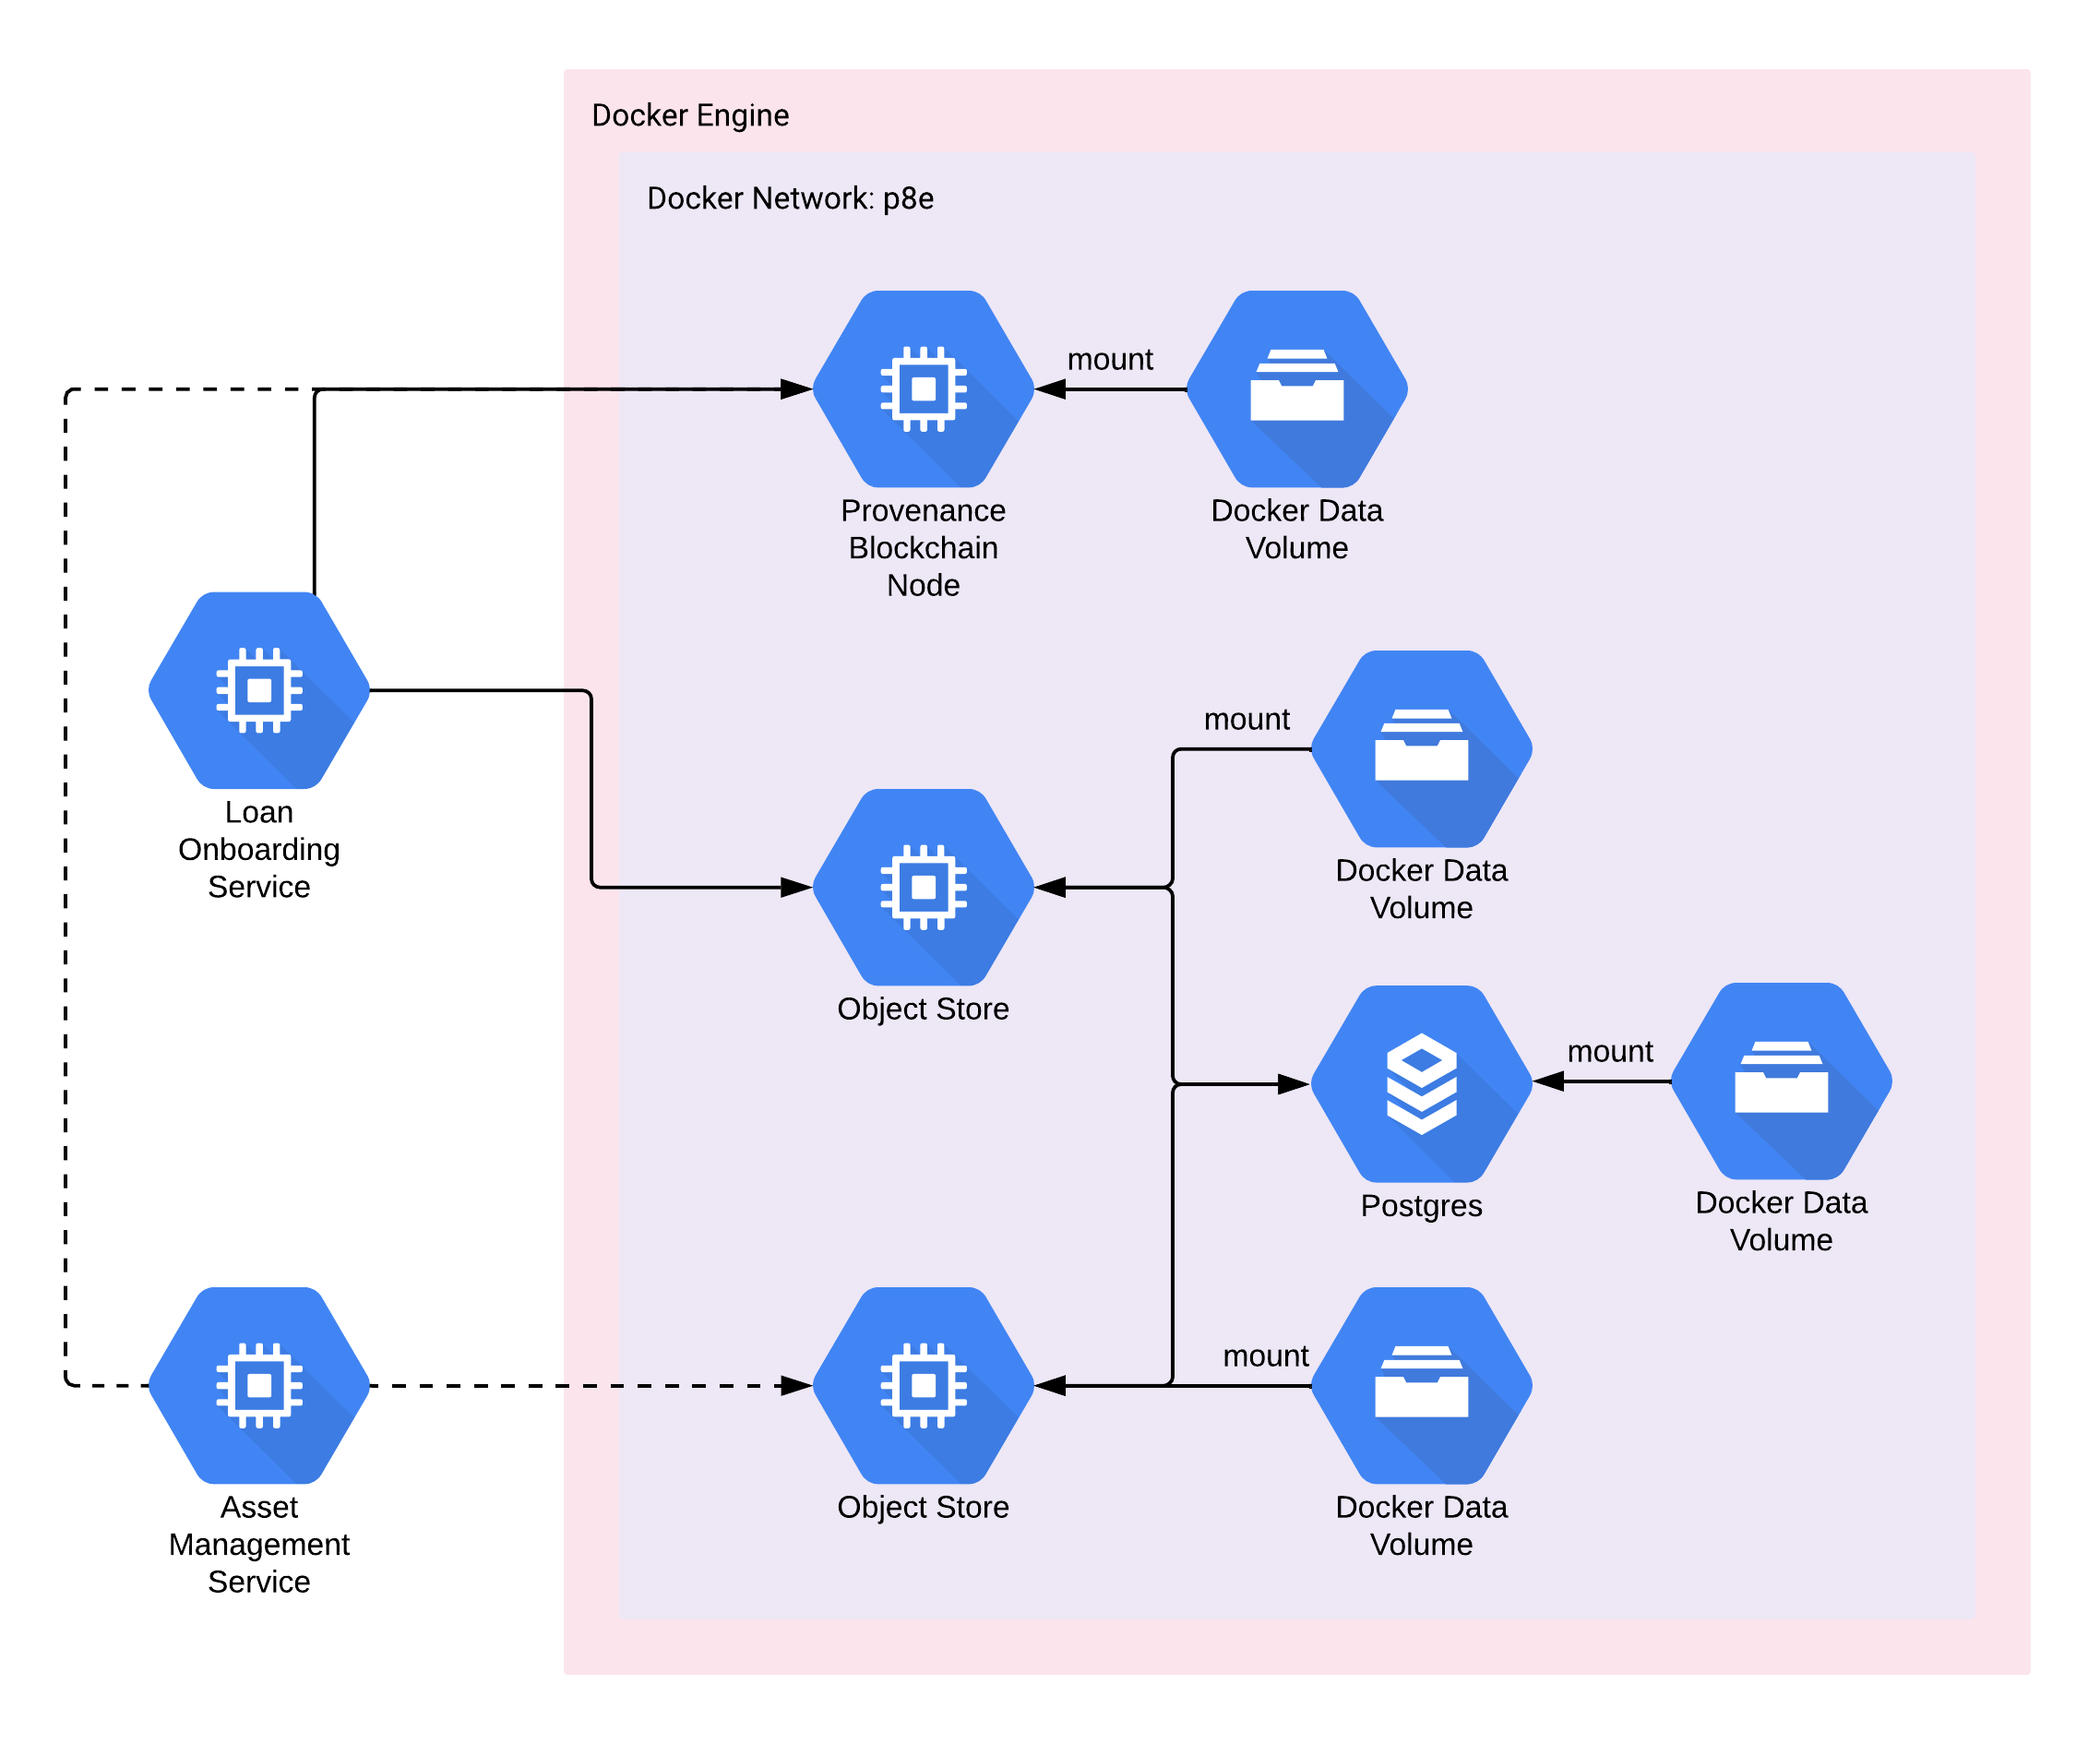 Docker Engine
Docker Network: p8e
mount
Provenance
Blockchain
Node
Docker Data
Volume
mount
Loan
Onboarding
Service
Docker Data
Volume
Object Store
mount
Postgres
Docker Data
Volume
mount
Asset
Management
Service
Object Store
Docker Data
Volume